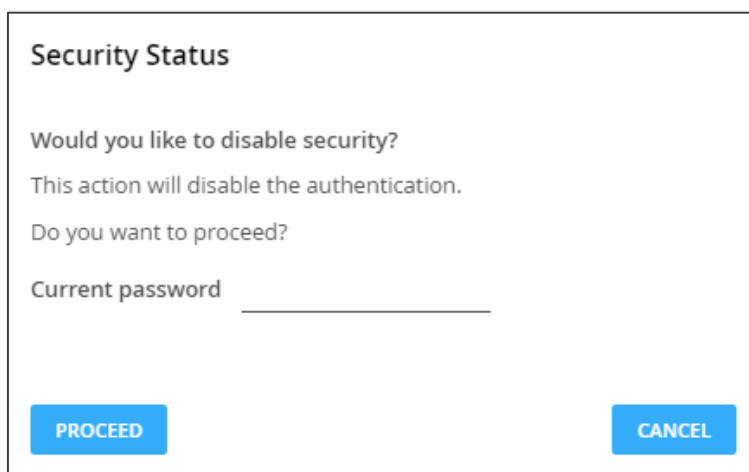 Security Status
Would you like to disable security?
This action will disable the authentication.
Do you want to proceed?
Current password
PROCEED
CANCEL